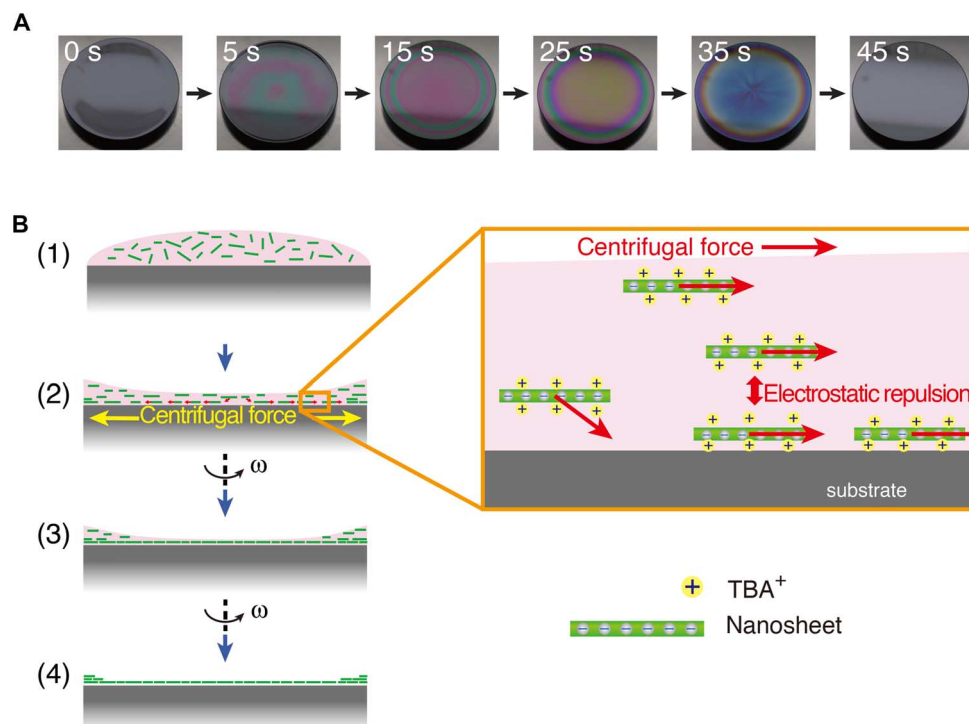 A
0 s
5 s
15 s
25 s
35 s
45 s
B
(1)
(2)
Centrifugal force
ω
(3)
ω
(4)
Centrifugal force
Electrostatic repulsion
substrate
TBA⁺
Nanosheet